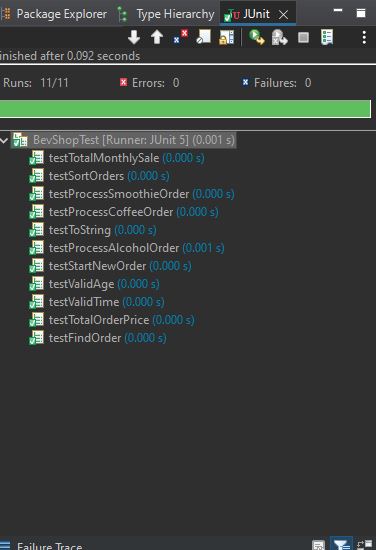 Package Explorer Type Hierarchy JUnit
inished after 0.092 seconds
Runs: 11/11 Errors: 0 Failures: 0
BevShopTest [Runner: JUnit 5] (0.001 s)
testTotalMonthlySale (0.000 s)
testSortOrders (0.000 s)
testProcessSmoothieOrder (0.000 s)
testProcessCoffeeOrder (0.000 s)
testToString (0.000 s)
testProcessAlcoholOrder (0.001 s)
testStartNewOrder (0.000 s)
testValidAge (0.000 s)
testValidTime (0.000 s)
testTotalOrderPrice (0.000 s)
testFindOrder (0.000 s)
Failure Trace